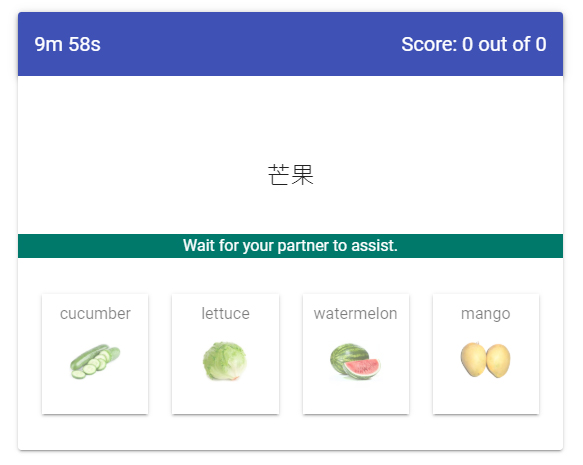 9m 58s Score: 0 out of 0
芒果
Wait for your partner to assist.
cucumber lettuce watermelon mango